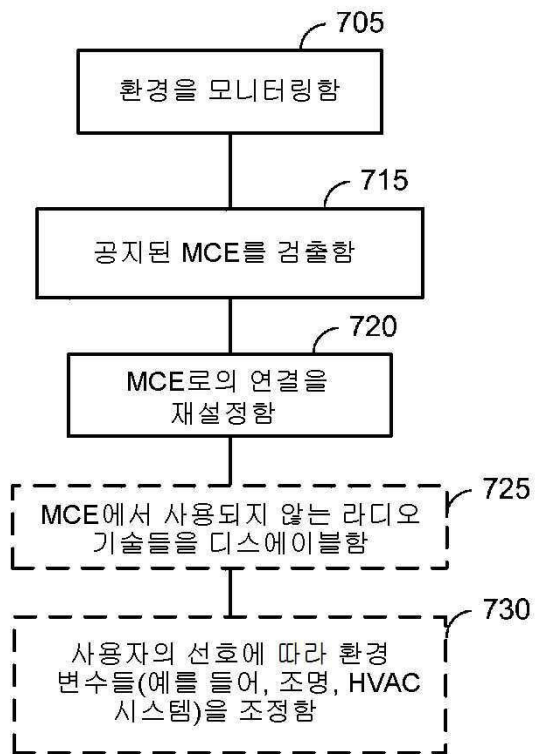 705
환경을 모니터링함
715
공지된 MCE를 검출함
720
MCE로의 연결을
재설정함
725
MCE에서 사용되지 않는 라디오
기술들을 디스에이블함
730
사용자의 선호에 따라 환경
변수들(예를 들어, 조명, HVAC
시스템)을 조정함